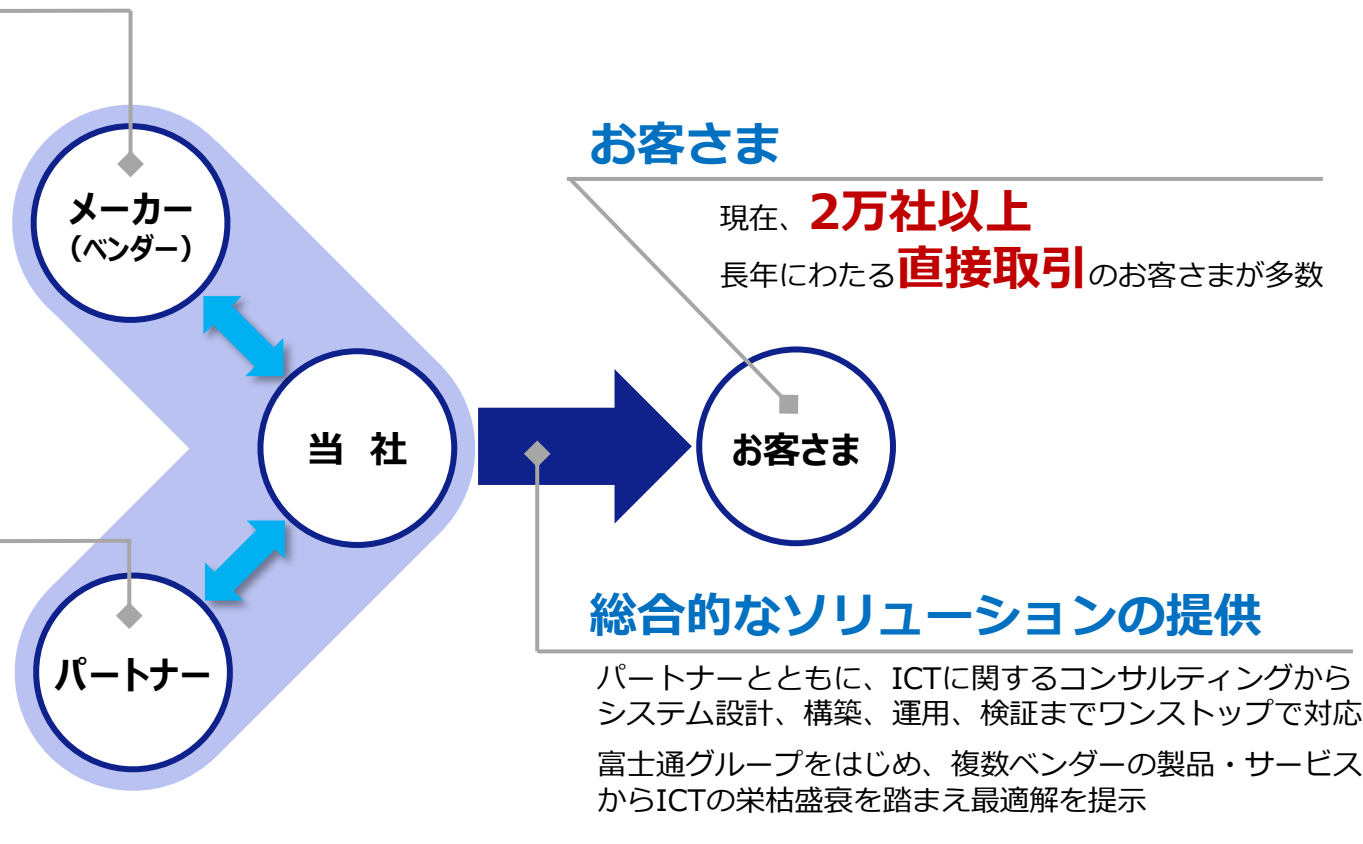 お客さま
現在、2万社以上
長年にわたる直接取引のお客さまが多数
メーカー
（ベンダー）
当 社
お客さま
パートナー
総合的なソリューションの提供
パートナーとともに、ICTに関するコンサルティングから
システム設計、構築、運用、検証までワンストップで対応
富士通グループをはじめ、複数ベンダーの製品・サービス
からICTの栄枯盛衰を踏まえ最適解を提示